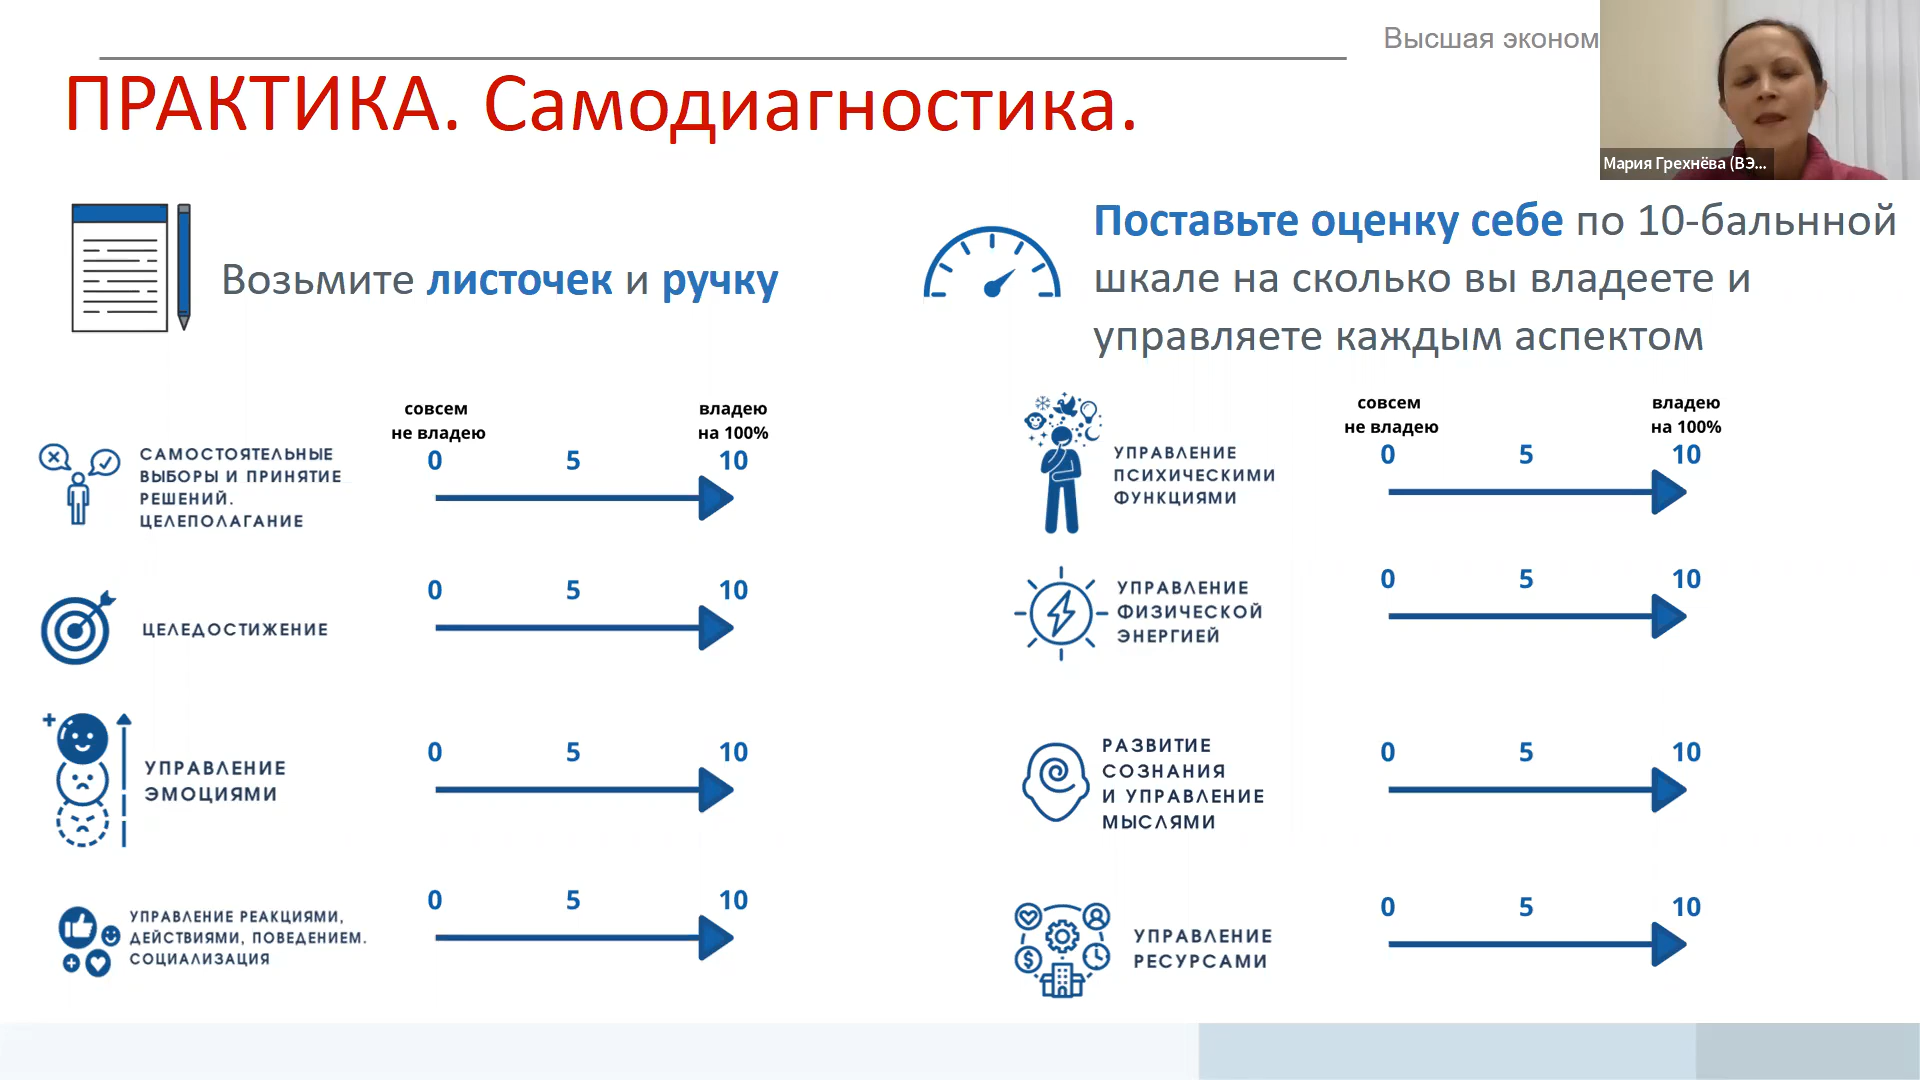 Высшая эконом
ПРАКТИКА. Самодиагностика.
Мария Грехнёва (ВЭ...
Возьмите листочек и ручку
Поставьте оценку себе по 10-бальнной
шкале на сколько вы владеете и
управляете каждым аспектом
совсем
не владею
владею
на 100%
САМОСТОЯТЕЛЬНЫЕ
ВЫБОРЫ И ПРИНЯТИЕ
РЕШЕНИЙ.
ЦЕЛЕПОЛАГАНИЕ
0 5 10
ЦЕЛЕДОСТИЖЕНИЕ
0 5 10
УПРАВЛЕНИЕ
ЭМОЦИЯМИ
0 5 10
УПРАВЛЕНИЕ РЕАКЦИЯМИ,
ДЕЙСТВИЯМИ, ПОВЕДЕНИЕМ.
СОЦИАЛИЗАЦИЯ
0 5 10
совсем
не владею
владею
на 100%
УПРАВЛЕНИЕ
ПСИХИЧЕСКИМИ
ФУНКЦИЯМИ
0 5 10
УПРАВЛЕНИЕ
ФИЗИЧЕСКОЙ
ЭНЕРГИЕЙ
0 5 10
РАЗВИТИЕ
СОЗНАНИЯ
И УПРАВЛЕНИЕ
МЫСЛЯМИ
0 5 10
УПРАВЛЕНИЕ
РЕСУРСАМИ
0 5 10